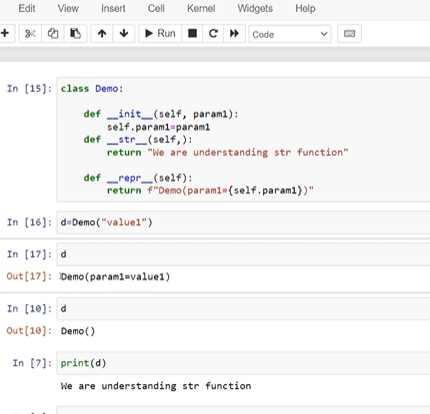 Edit View Insert Cell Kernel Widgets Help
Run Code
In [15]: class Demo:
def __init__(self, param1):
self.param1=param1
def __str__(self,):
return "We are understanding str function"
def __repr__(self):
return f"Demo(param1={self.param1})"
In [16]: d=Demo("value1")
In [17]: d
Out[17]: Demo(param1=value1)
In [10]: d
Out[10]: Demo()
In [7]: print(d)
We are understanding str function